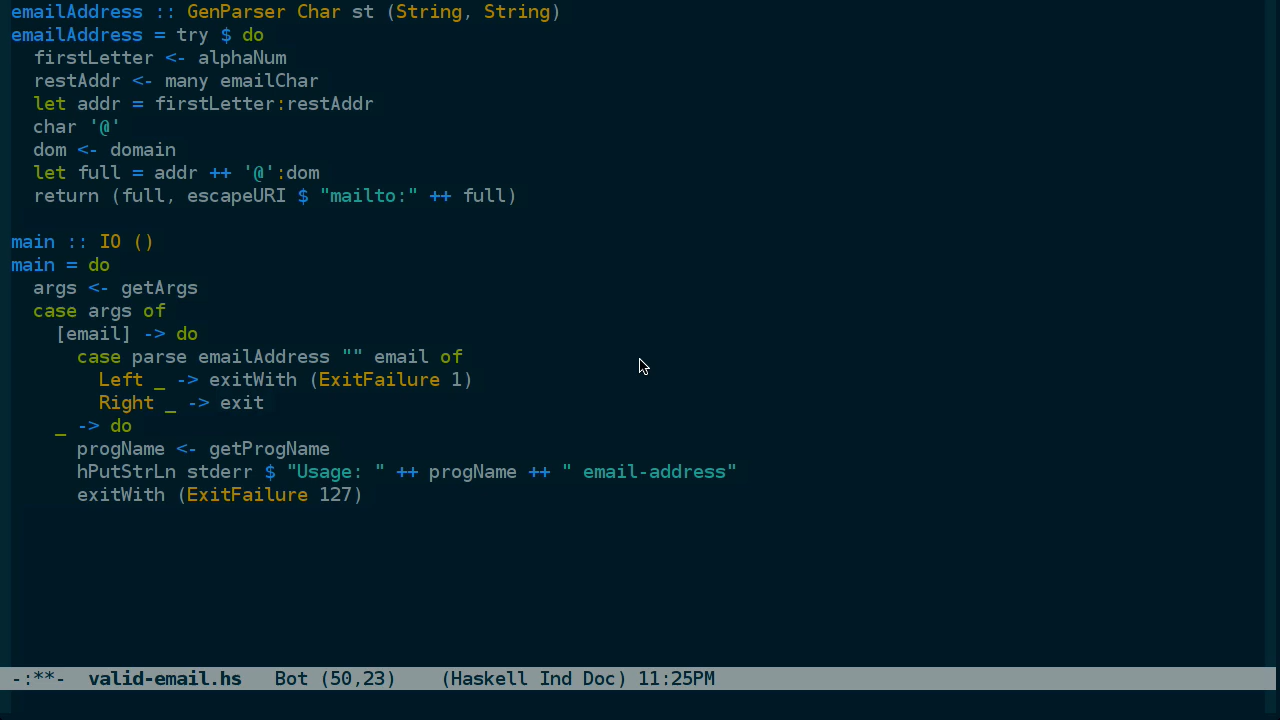 emailAddress :: GenParser Char st (String, String)
emailAddress = try $ do
  firstLetter <- alphaNum
  restAddr <- many emailChar
  let addr = firstLetter:restAddr
  char '@'
  dom <- domain
  let full = addr ++ '@':dom
  return (full, escapeURI $ "mailto:" ++ full)

main :: IO ()
main = do
  args <- getArgs
  case args of
    [email] -> do
      case parse emailAddress "" email of
        Left _ -> exitWith (ExitFailure 1)
        Right _ -> exit
    _ -> do
      progName <- getProgName
      hPutStrLn stderr $ "Usage: " ++ progName ++ " email-address"
      exitWith (ExitFailure 127)
-:**-  valid-email.hs   Bot (50,23)    (Haskell Ind Doc) 11:25PM